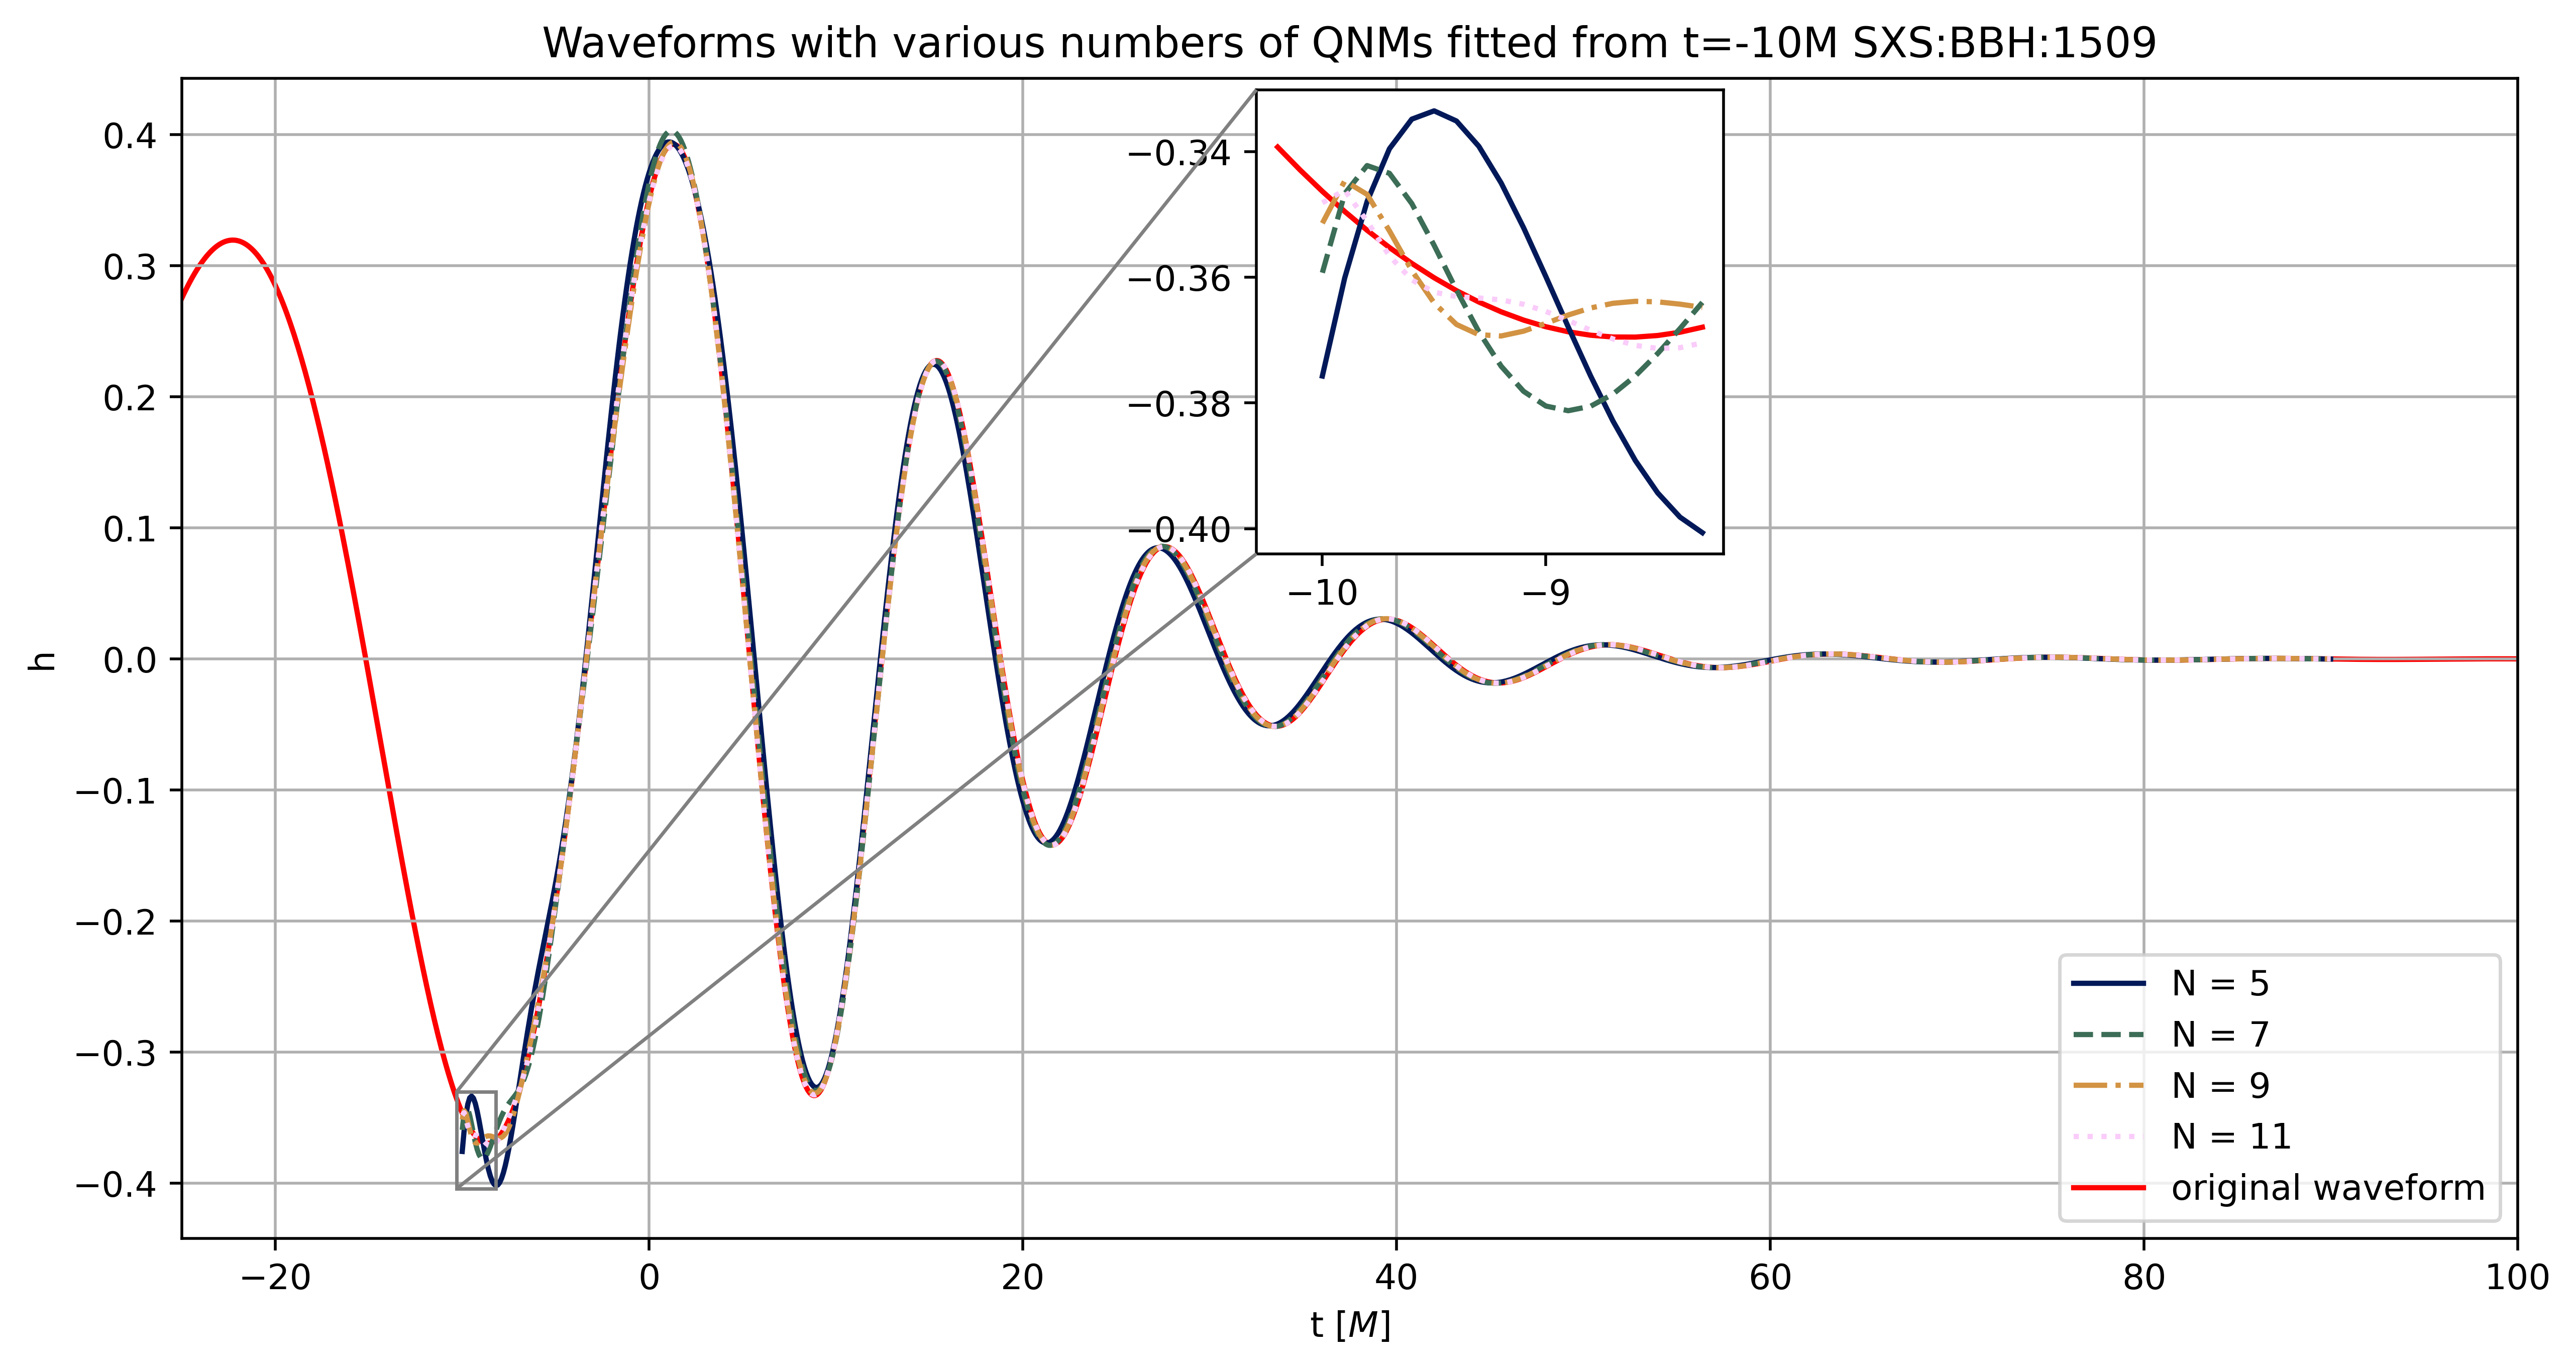 Waveforms with various numbers of QNMs fitted from t=-10M SXS:BBH:1509
h
0.4
0.3
0.2
0.1
0.0
−0.1
−0.2
−0.3
−0.4
−0.34
−0.36
−0.38
−0.40
−10 −9
N = 5
N = 7
N = 9
N = 11
original waveform
−20 0 20 40 60 80 100
t [M]